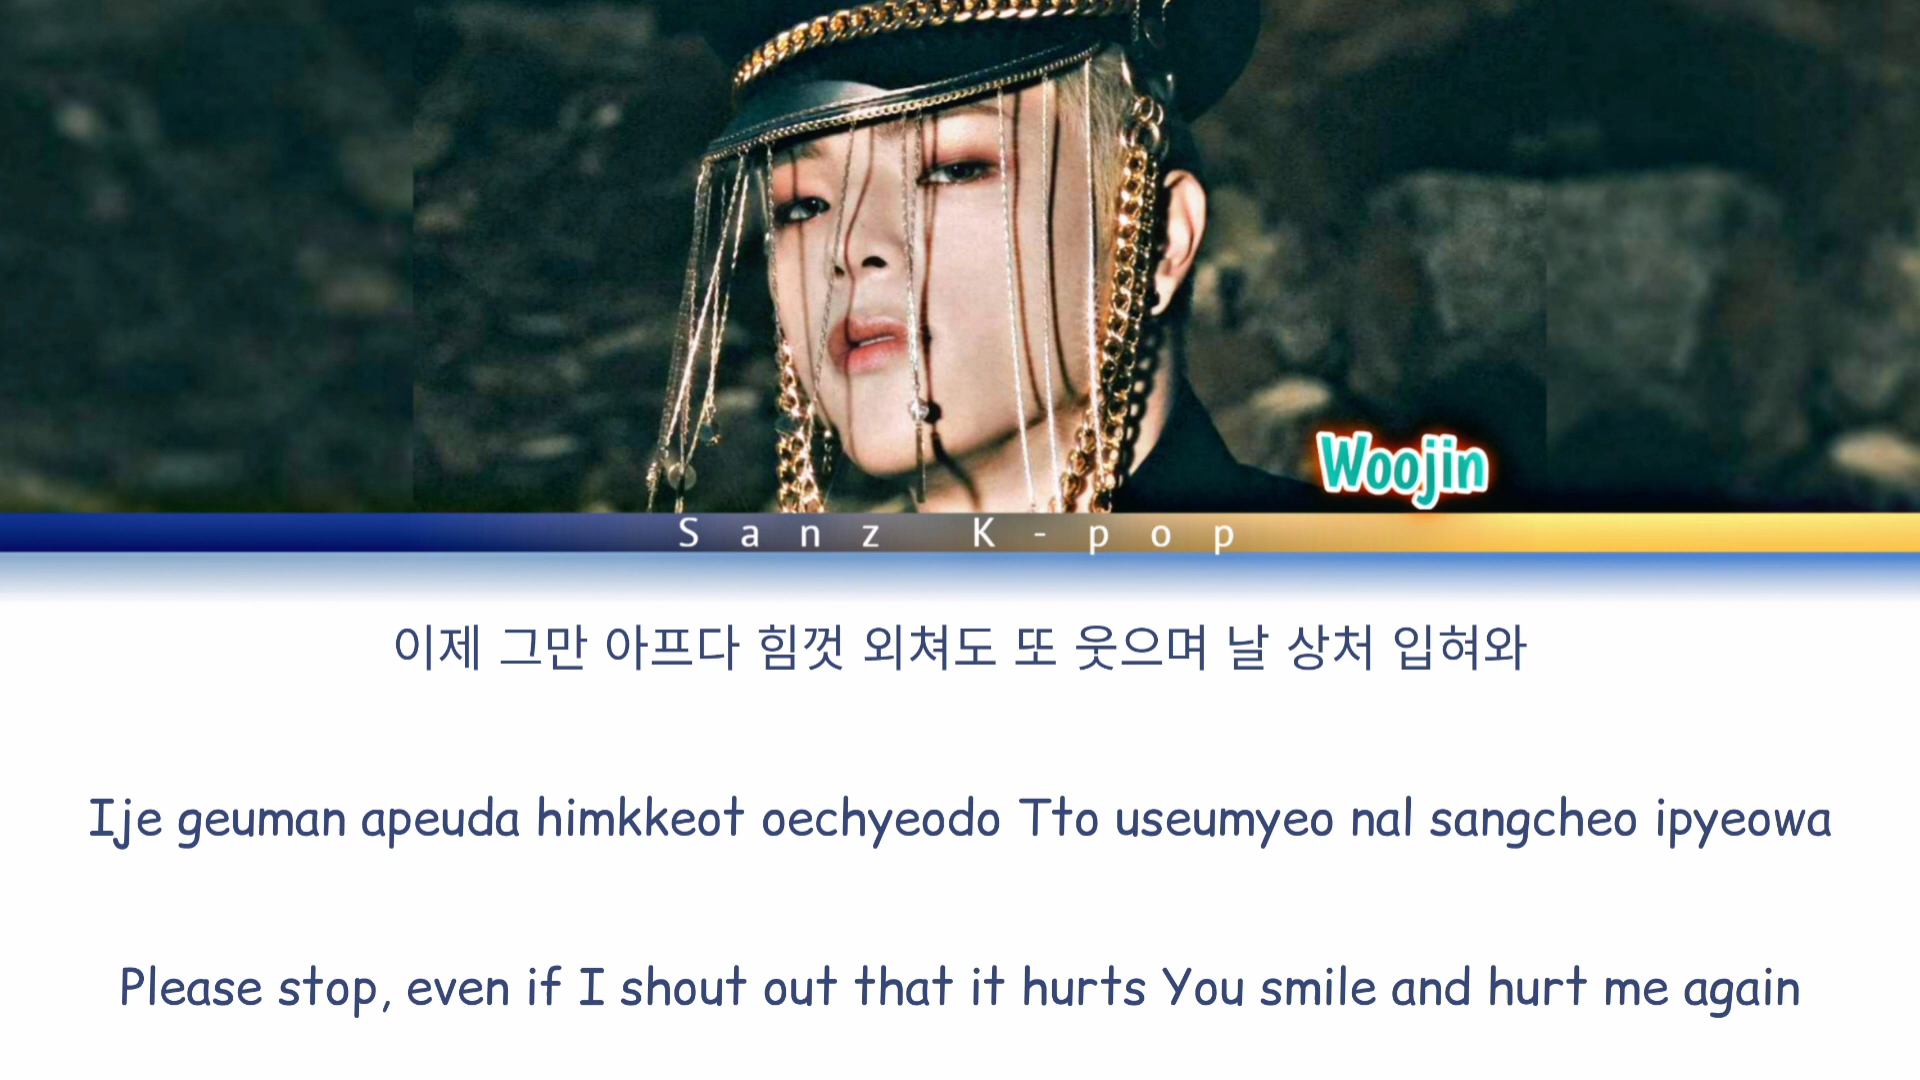 Woojin
Sanz K-pop
이제 그만 아프다 힘껏 외쳐도 또 웃으며 날 상처 입혀와
Ije geuman apeuda himkkeot oechyeodo Tto useumyeo nal sangcheo ipyeowa
Please stop, even if I shout out that it hurts You smile and hurt me again